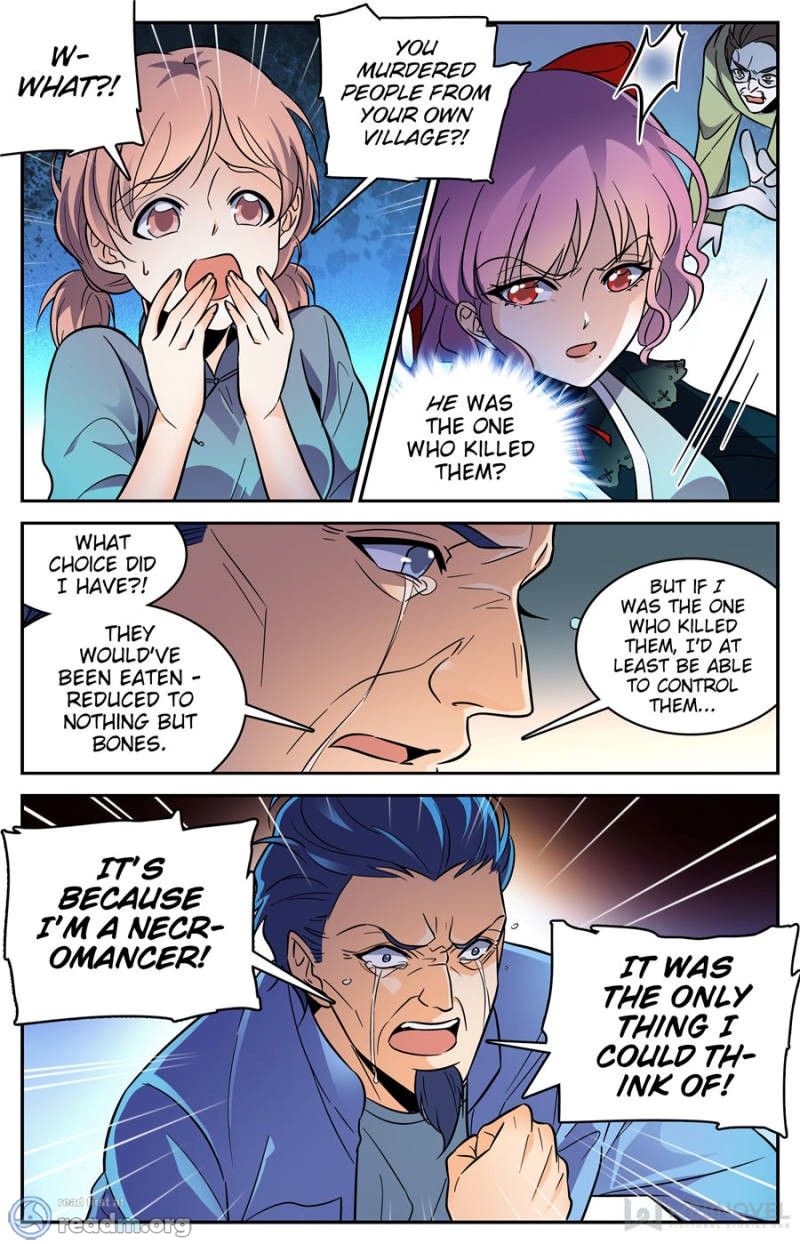 W-
WHAT?!
YOU
MURDERED
PEOPLE FROM
YOUR OWN
VILLAGE?!
HE WAS
THE ONE
WHO KILLED
THEM?
WHAT
CHOICE DID
I HAVE?!
THEY
WOULD'VE
BEEN EATEN -
REDUCED TO
NOTHING BUT
BONES.
BUT IF I
WAS THE ONE
WHO KILLED
THEM, I'D AT
LEAST BE ABLE
TO CONTROL
THEM...
IT'S
BECAUSE
I'M A NECR-
OMANCER!
IT WAS
THE ONLY
THING I
COULD TH-
INK OF!
read first at
readm.org